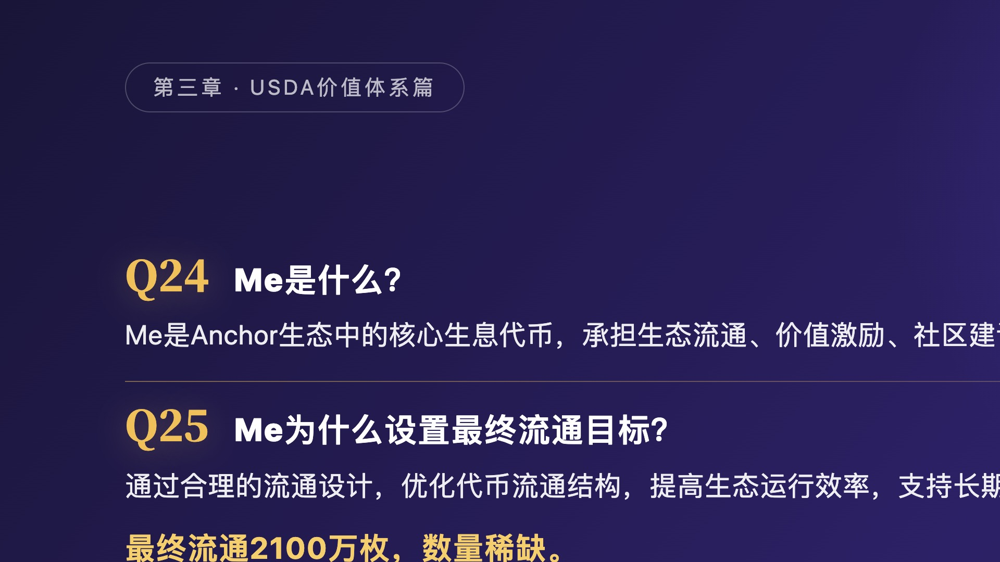 第三章 · USDA价值体系篇
Q24 Me是什么?
Me是Anchor生态中的核心生息代币，承担生态流通、价值激励、社区建
Q25 Me为什么设置最终流通目标?
通过合理的流通设计，优化代币流通结构，提高生态运行效率，支持长期
最终流通2100万枚，数量稀缺。